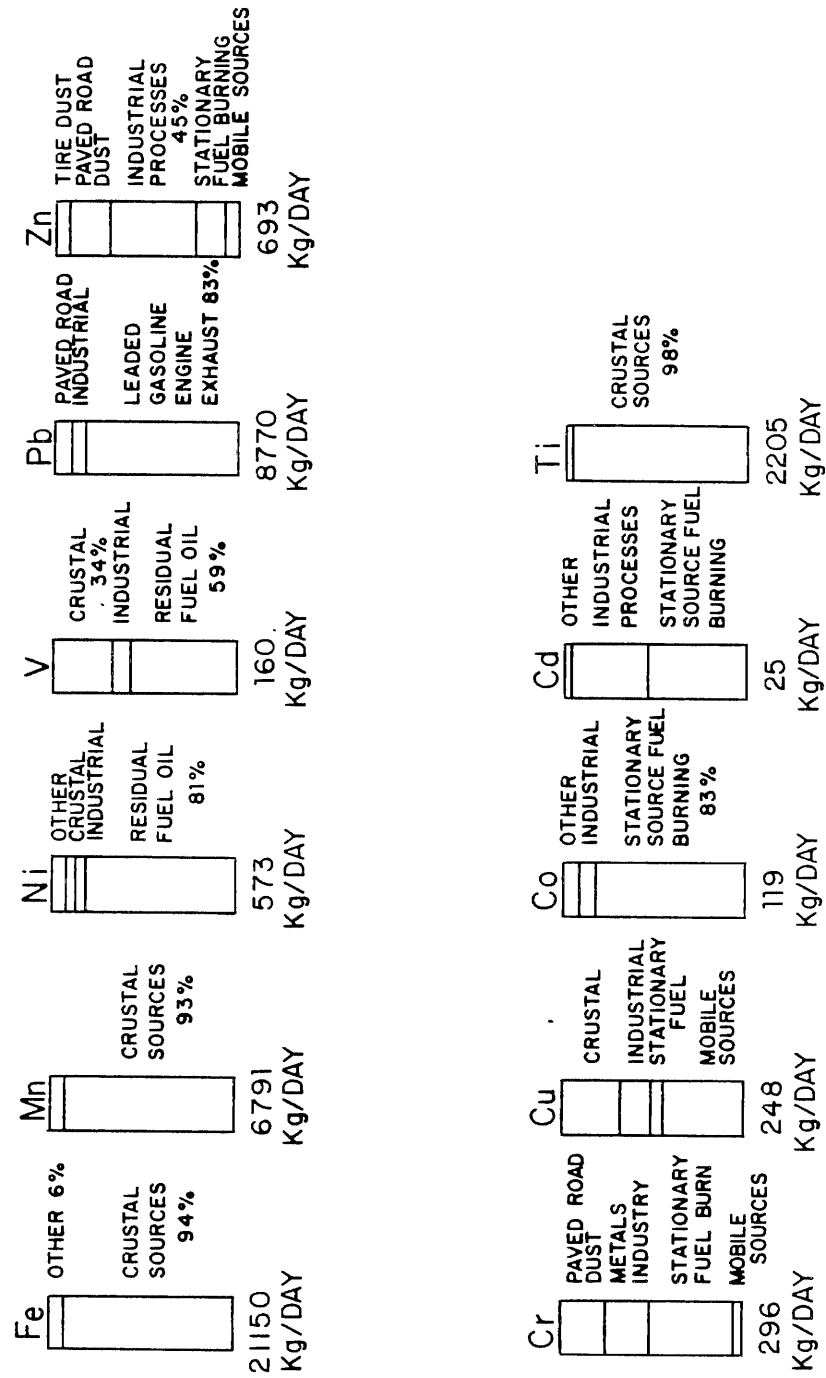 Fe
OTHER 6%
CRUSTAL
SOURCES
94%
21150
Kg/DAY
Mn
CRUSTAL
SOURCES
93%
6791
Kg/DAY
Ni
OTHER
CRUSTAL
INDUSTRIAL
RESIDUAL
FUEL OIL
81%
573
Kg/DAY
V
CRUSTAL
34%
INDUSTRIAL
RESIDUAL
FUEL OIL
59%
160.
Kg/DAY
Pb
PAVED ROAD
INDUSTRIAL
LEADED
GASOLINE
ENGINE
EXHAUST 83%
8770
Kg/DAY
Zn
TIRE DUST
PAVED ROAD
DUST
INDUSTRIAL
PROCESSES
45%
STATIONARY
FUEL BURNING
MOBILE SOURCES
693
Kg/DAY
Cr
PAVED ROAD
DUST
METALS
INDUSTRY
STATIONARY
FUEL BURN
MOBILE
SOURCES
296
Kg/DAY
Cu
CRUSTAL
INDUSTRIAL
STATIONARY
FUEL
MOBILE
SOURCES
248
Kg/DAY
Co
OTHER
INDUSTRIAL
STATIONARY
SOURCE FUEL
BURNING
83%
119
Kg/DAY
Cd
OTHER
INDUSTRIAL
PROCESSES
STATIONARY
SOURCE FUEL
BURNING
25
Kg/DAY
Ti
CRUSTAL
SOURCES
98%
2205
Kg/DAY